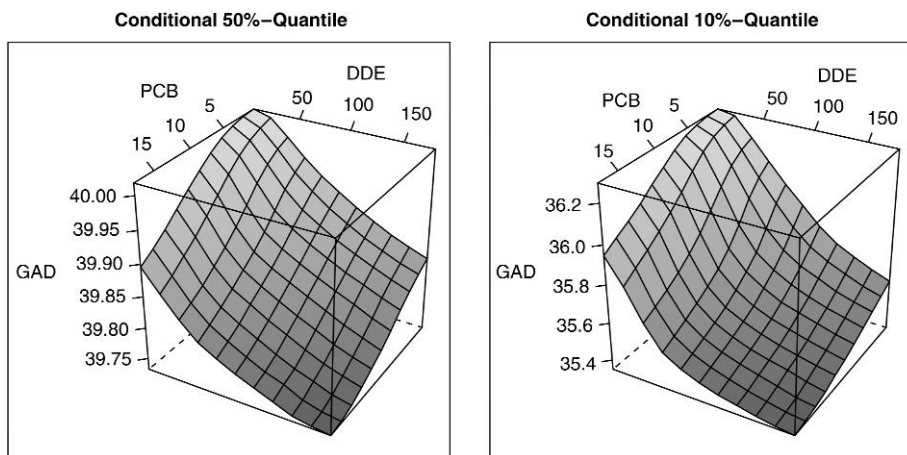 Conditional 50%−Quantile
DDE
PCB
50
100
150
5
10
15
40.00
39.95
39.90
GAD
39.85
39.80
39.75
Conditional 10%−Quantile
DDE
PCB
50
100
150
5
10
15
36.2
36.0
GAD
35.8
35.6
35.4